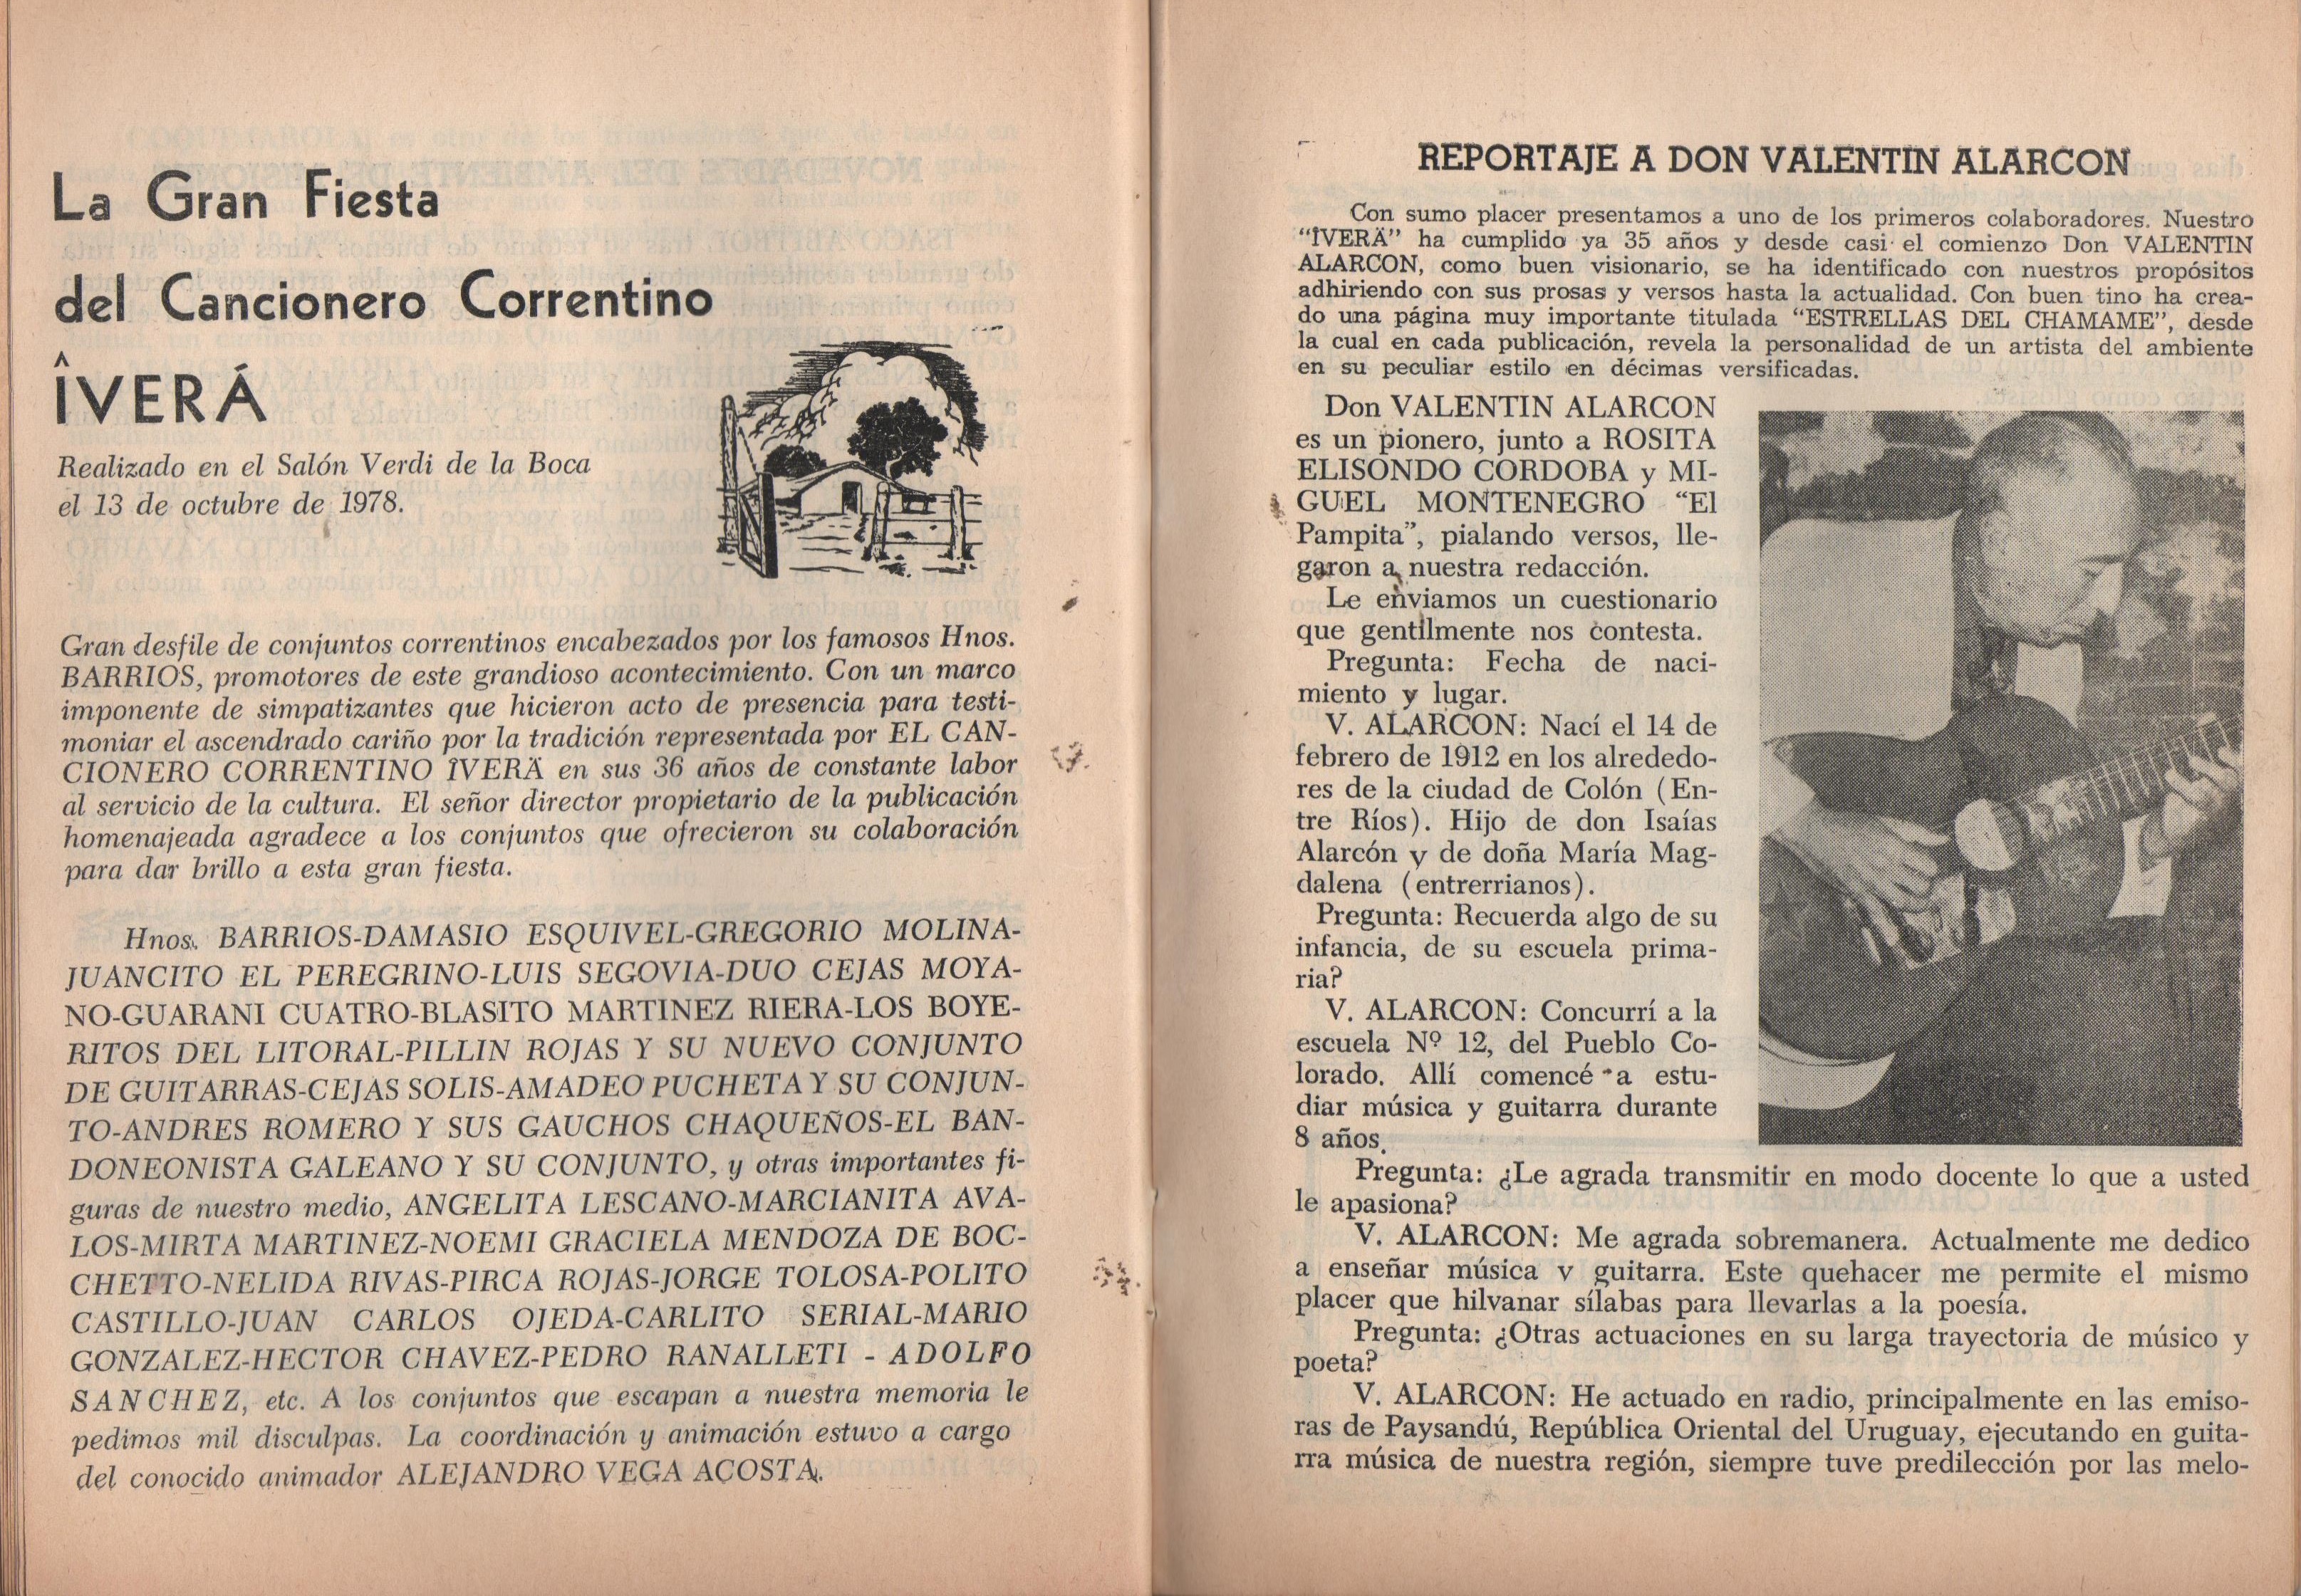 La Gran Fiesta
del Cancionero Correntino
ÎVERÁ
Realizado en el Salón Verdi de la Boca
el 13 de octubre de 1978.
Gran desfile de conjuntos correntinos encabezados por los famosos Hnos.
BARRIOS, promotores de este grandioso acontecimiento. Con un marco
imponente de simpatizantes que hicieron acto de presencia para testi-
moniar el ascendrado cariño por la tradición representada por EL CAN-
CIONERO CORRENTINO ÎVERÄ en sus 36 años de constante labor
al servicio de la cultura. El señor director propietario de la publicación
homenajeada agradece a los conjuntos que ofrecieron su colaboración
para dar brillo a esta gran fiesta.
Hnos. BARRIOS-DAMASIO ESQUIVEL-GREGORIO MOLINA-
JUANCITO EL PEREGRINO-LUIS SEGOVIA-DUO CEJAS MOYA-
NO-GUARANI CUATRO-BLASITO MARTINEZ RIERA-LOS BOYE-
RITOS DEL LITORAL-PILLIN ROJAS Y SU NUEVO CONJUNTO
DE GUITARRAS-CEJAS SOLIS-AMADEO PUCHETA Y SU CONJUN-
TO-ANDRES ROMERO Y SUS GAUCHOS CHAQUEÑOS-EL BAN-
DONEONISTA GALEANO Y SU CONJUNTO, y otras importantes fi-
guras de nuestro medio, ANGELITA LESCANO-MARCIANITA AVA-
LOS-MIRTA MARTINEZ-NOEMI GRACIELA MENDOZA DE BOC-
CHETTO-NELIDA RIVAS-PIRCA ROJAS-JORGE TOLOSA-POLITO
CASTILLO-JUAN CARLOS OJEDA-CARLITO SERIAL-MARIO
GONZALEZ-HECTOR CHAVEZ-PEDRO RANALLETI - ADOLFO
SANCHEZ, etc. A los conjuntos que escapan a nuestra memoria le
pedimos mil disculpas. La coordinación y animación estuvo a cargo
del conocido animador ALEJANDRO VEGA ACOSTA.
REPORTAJE A DON VALENTIN ALARCON
Con sumo placer presentamos a uno de los primeros colaboradores. Nuestro
“ÎVERÄ” ha cumplido ya 35 años y desde casi el comienzo Don VALENTIN
ALARCON, como buen visionario, se ha identificado con nuestros propósitos
adhiriendo con sus prosas y versos hasta la actualidad. Con buen tino ha crea-
do una página muy importante titulada “ESTRELLAS DEL CHAMAME”, desde
la cual en cada publicación, revela la personalidad de un artista del ambiente
en su peculiar estilo en décimas versificadas.
Don VALENTIN ALARCON
es un pionero, junto a ROSITA
ELISONDO CORDOBA y MI-
GUEL MONTENEGRO “El
Pampita”, pialando versos, lle-
garon a nuestra redacción.
Le enviamos un cuestionario
que gentilmente nos contesta.
Pregunta: Fecha de naci-
miento y lugar.
V. ALARCON: Nací el 14 de
febrero de 1912 en los alrededo-
res de la ciudad de Colón (En-
tre Ríos). Hijo de don Isaías
Alarcón y de doña María Mag-
dalena (entrerrianos).
Pregunta: Recuerda algo de su
infancia, de su escuela prima-
ria?
V. ALARCON: Concurrí a la
escuela Nº 12, del Pueblo Co-
lorado. Allí comencé a estu-
diar música y guitarra durante
8 años.
Pregunta: ¿Le agrada transmitir en modo docente lo que a usted
le apasiona?
V. ALARCON: Me agrada sobremanera. Actualmente me dedico
a enseñar música v guitarra. Este quehacer me permite el mismo
placer que hilvanar sílabas para llevarlas a la poesía.
Pregunta: ¿Otras actuaciones en su larga trayectoria de músico y
poeta?
V. ALARCON: He actuado en radio, principalmente en las emiso-
ras de Paysandú, República Oriental del Uruguay, ejecutando en guita-
rra música de nuestra región, siempre tuve predilección por las melo-